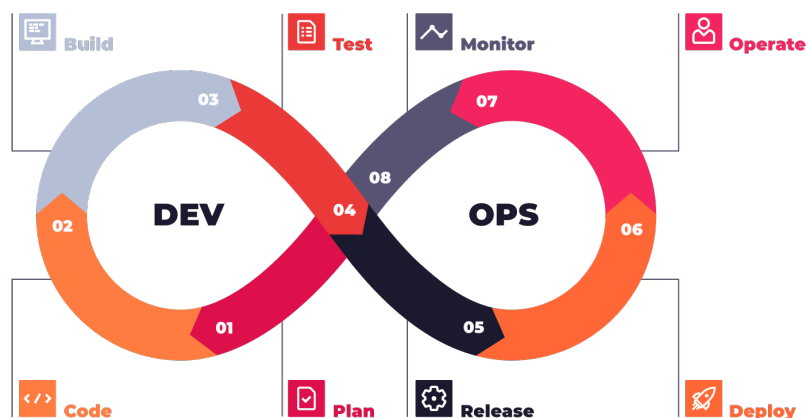 Build
Test
Monitor
Operate
03
07
08
DEV
04
OPS
02
06
01
05
</>
Code
Plan
Release
Deploy